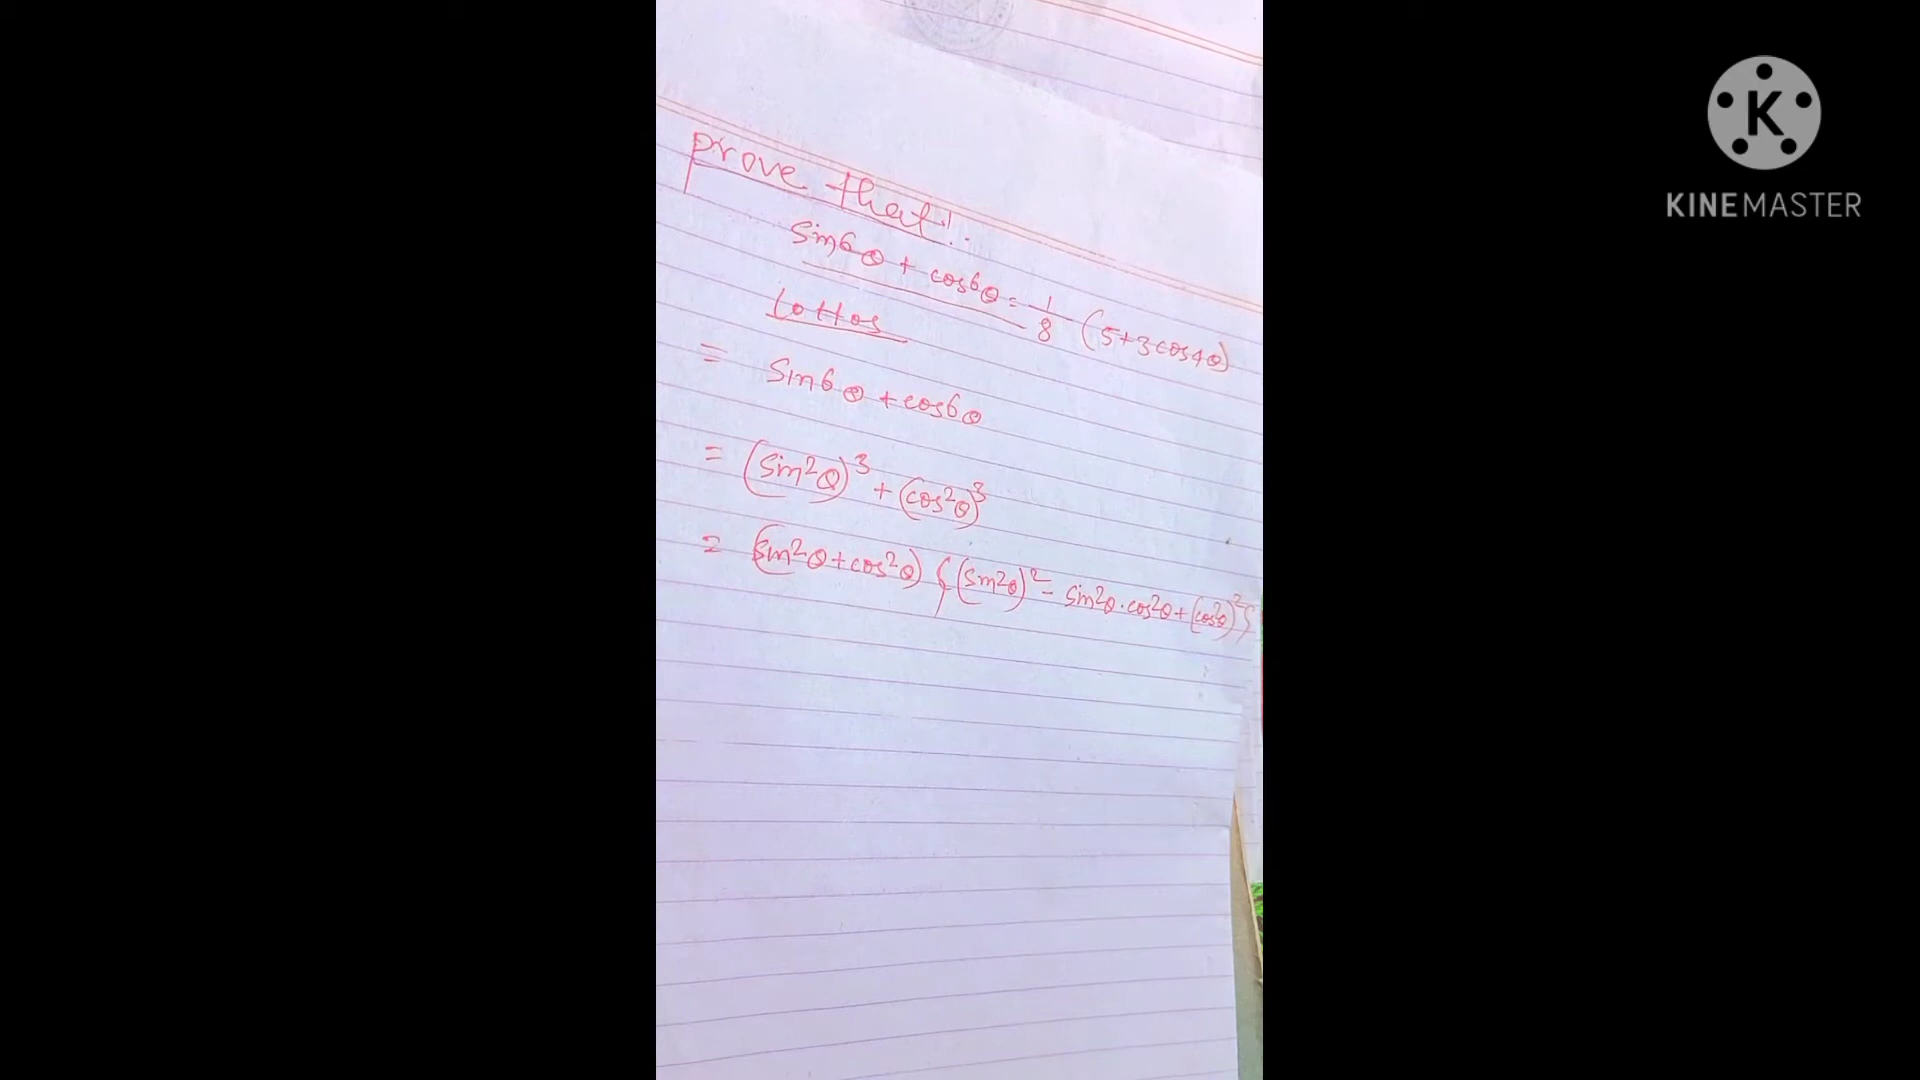 Prove that:-
sin⁶θ + cos⁶θ = 1/8 (5+3cos4θ)
= sin⁶θ + cos⁶θ
= (sin²θ)³ + (cos²θ)³
= (sin²θ + cos²θ) {(sin²θ)² - sin²θ.cos²θ + (cos²θ)²}
K
KINEMASTER